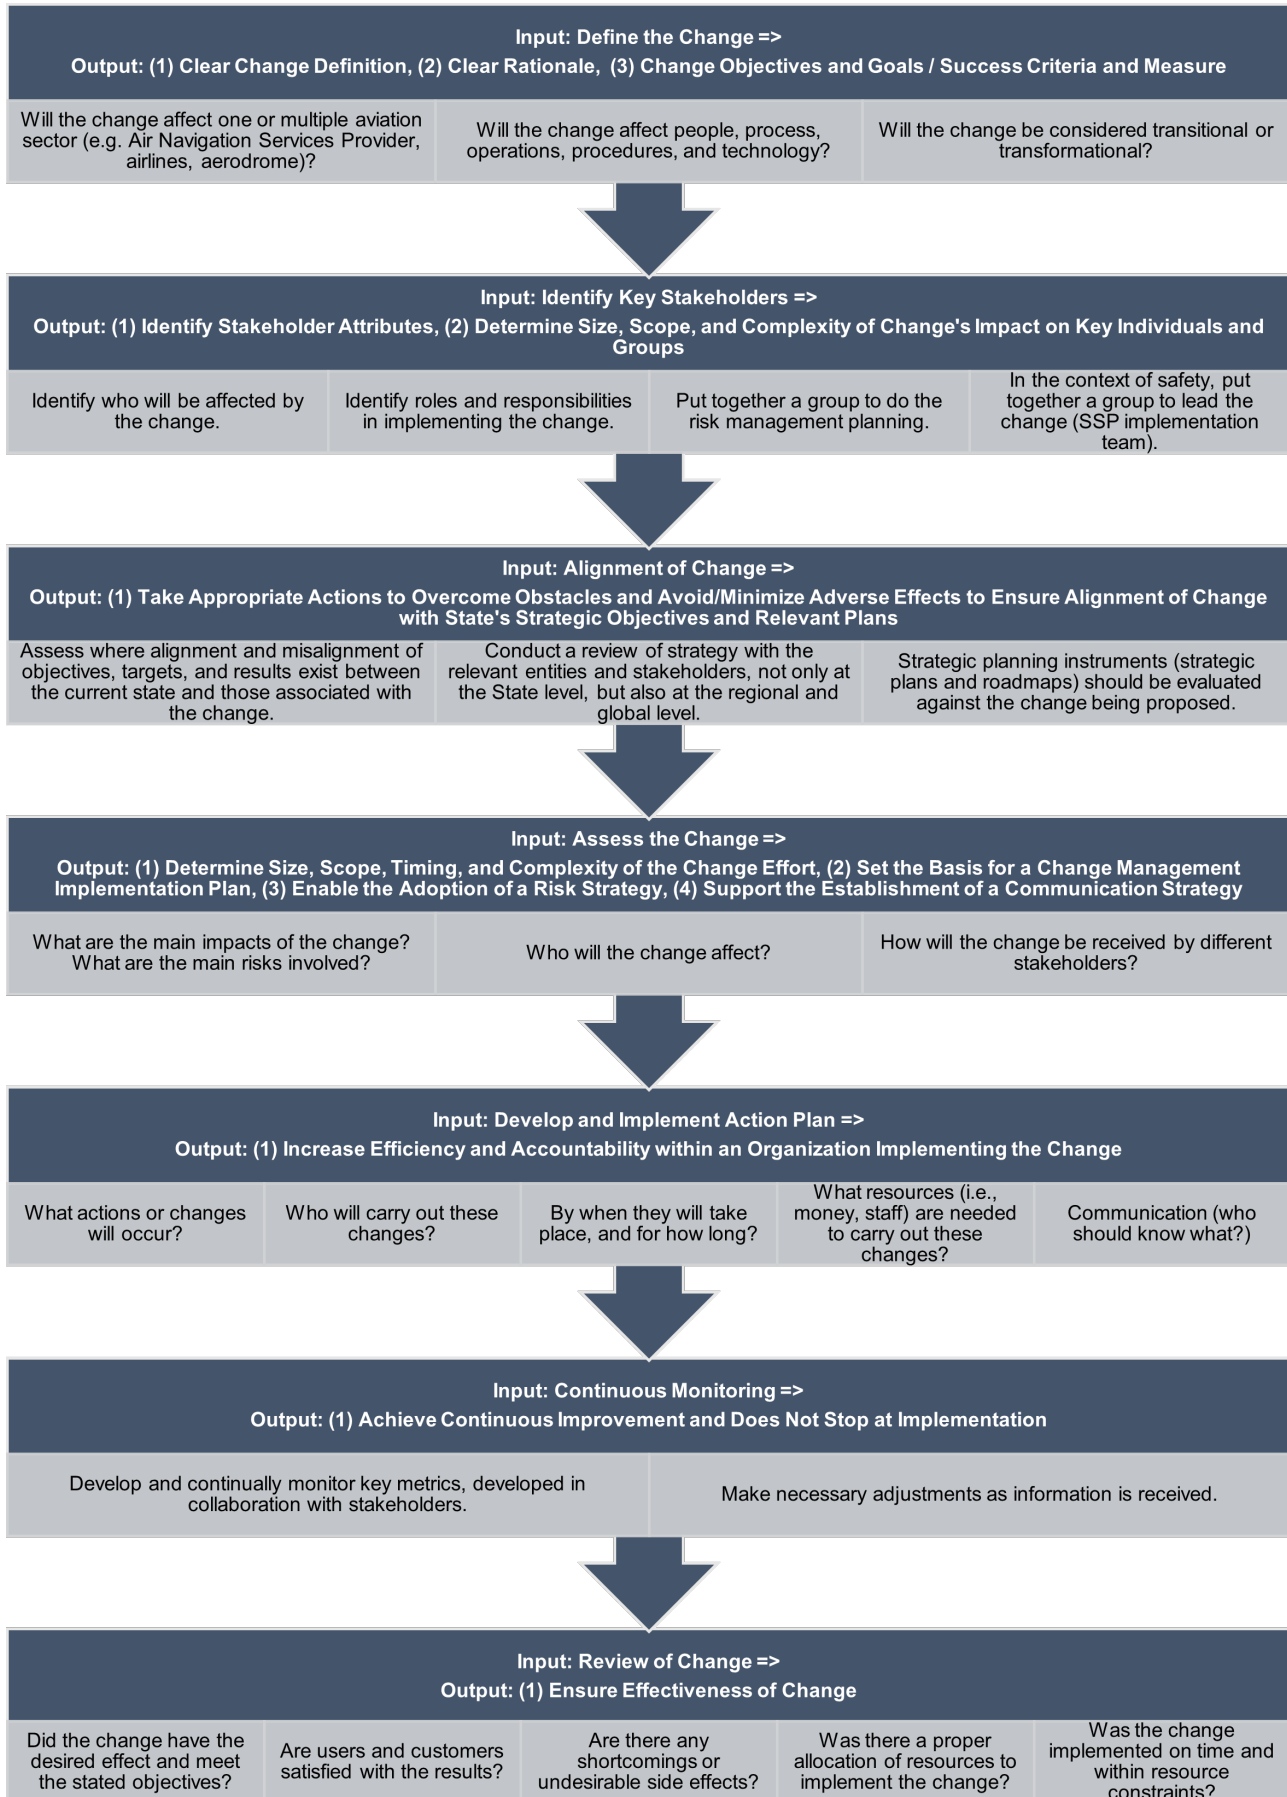 Input: Define the Change =>
Output: (1) Clear Change Definition, (2) Clear Rationale, (3) Change Objectives and Goals / Success Criteria and Measure
Will the change affect one or multiple aviation
sector (e.g. Air Navigation Services Provider,
airlines, aerodrome)?
Will the change affect people, process,
operations, procedures, and technology?
Will the change be considered transitional or
transformational?
Input: Identify Key Stakeholders =>
Output: (1) Identify Stakeholder Attributes, (2) Determine Size, Scope, and Complexity of Change's Impact on Key Individuals and
Groups
Identify who will be affected by
the change.
Identify roles and responsibilities
in implementing the change.
Put together a group to do the
risk management planning.
In the context of safety, put
together a group to lead the
change (SSP implementation
team).
Input: Alignment of Change =>
Output: (1) Take Appropriate Actions to Overcome Obstacles and Avoid/Minimize Adverse Effects to Ensure Alignment of Change
with State's Strategic Objectives and Relevant Plans
Assess where alignment and misalignment of
objectives, targets, and results exist between
the current state and those associated with
the change.
Conduct a review of strategy with the
relevant entities and stakeholders, not only at
the State level, but also at the regional and
global level.
Strategic planning instruments (strategic
plans and roadmaps) should be evaluated
against the change being proposed.
Input: Assess the Change =>
Output: (1) Determine Size, Scope, Timing, and Complexity of the Change Effort, (2) Set the Basis for a Change Management
Implementation Plan, (3) Enable the Adoption of a Risk Strategy, (4) Support the Establishment of a Communication Strategy
What are the main impacts of the change?
What are the main risks involved?
Who will the change affect?
How will the change be received by different
stakeholders?
Input: Develop and Implement Action Plan =>
Output: (1) Increase Efficiency and Accountability within an Organization Implementing the Change
What actions or changes
will occur?
Who will carry out these
changes?
By when they will take
place, and for how long?
What resources (i.e.,
money, staff) are needed
to carry out these
changes?
Communication (who
should know what?)
Input: Continuous Monitoring =>
Output: (1) Achieve Continuous Improvement and Does Not Stop at Implementation
Develop and continually monitor key metrics, developed in
collaboration with stakeholders.
Make necessary adjustments as information is received.
Input: Review of Change =>
Output: (1) Ensure Effectiveness of Change
Did the change have the
desired effect and meet
the stated objectives?
Are users and customers
satisfied with the results?
Are there any
shortcomings or
undesirable side effects?
Was there a proper
allocation of resources to
implement the change?
Was the change
implemented on time and
within resource
constraints?